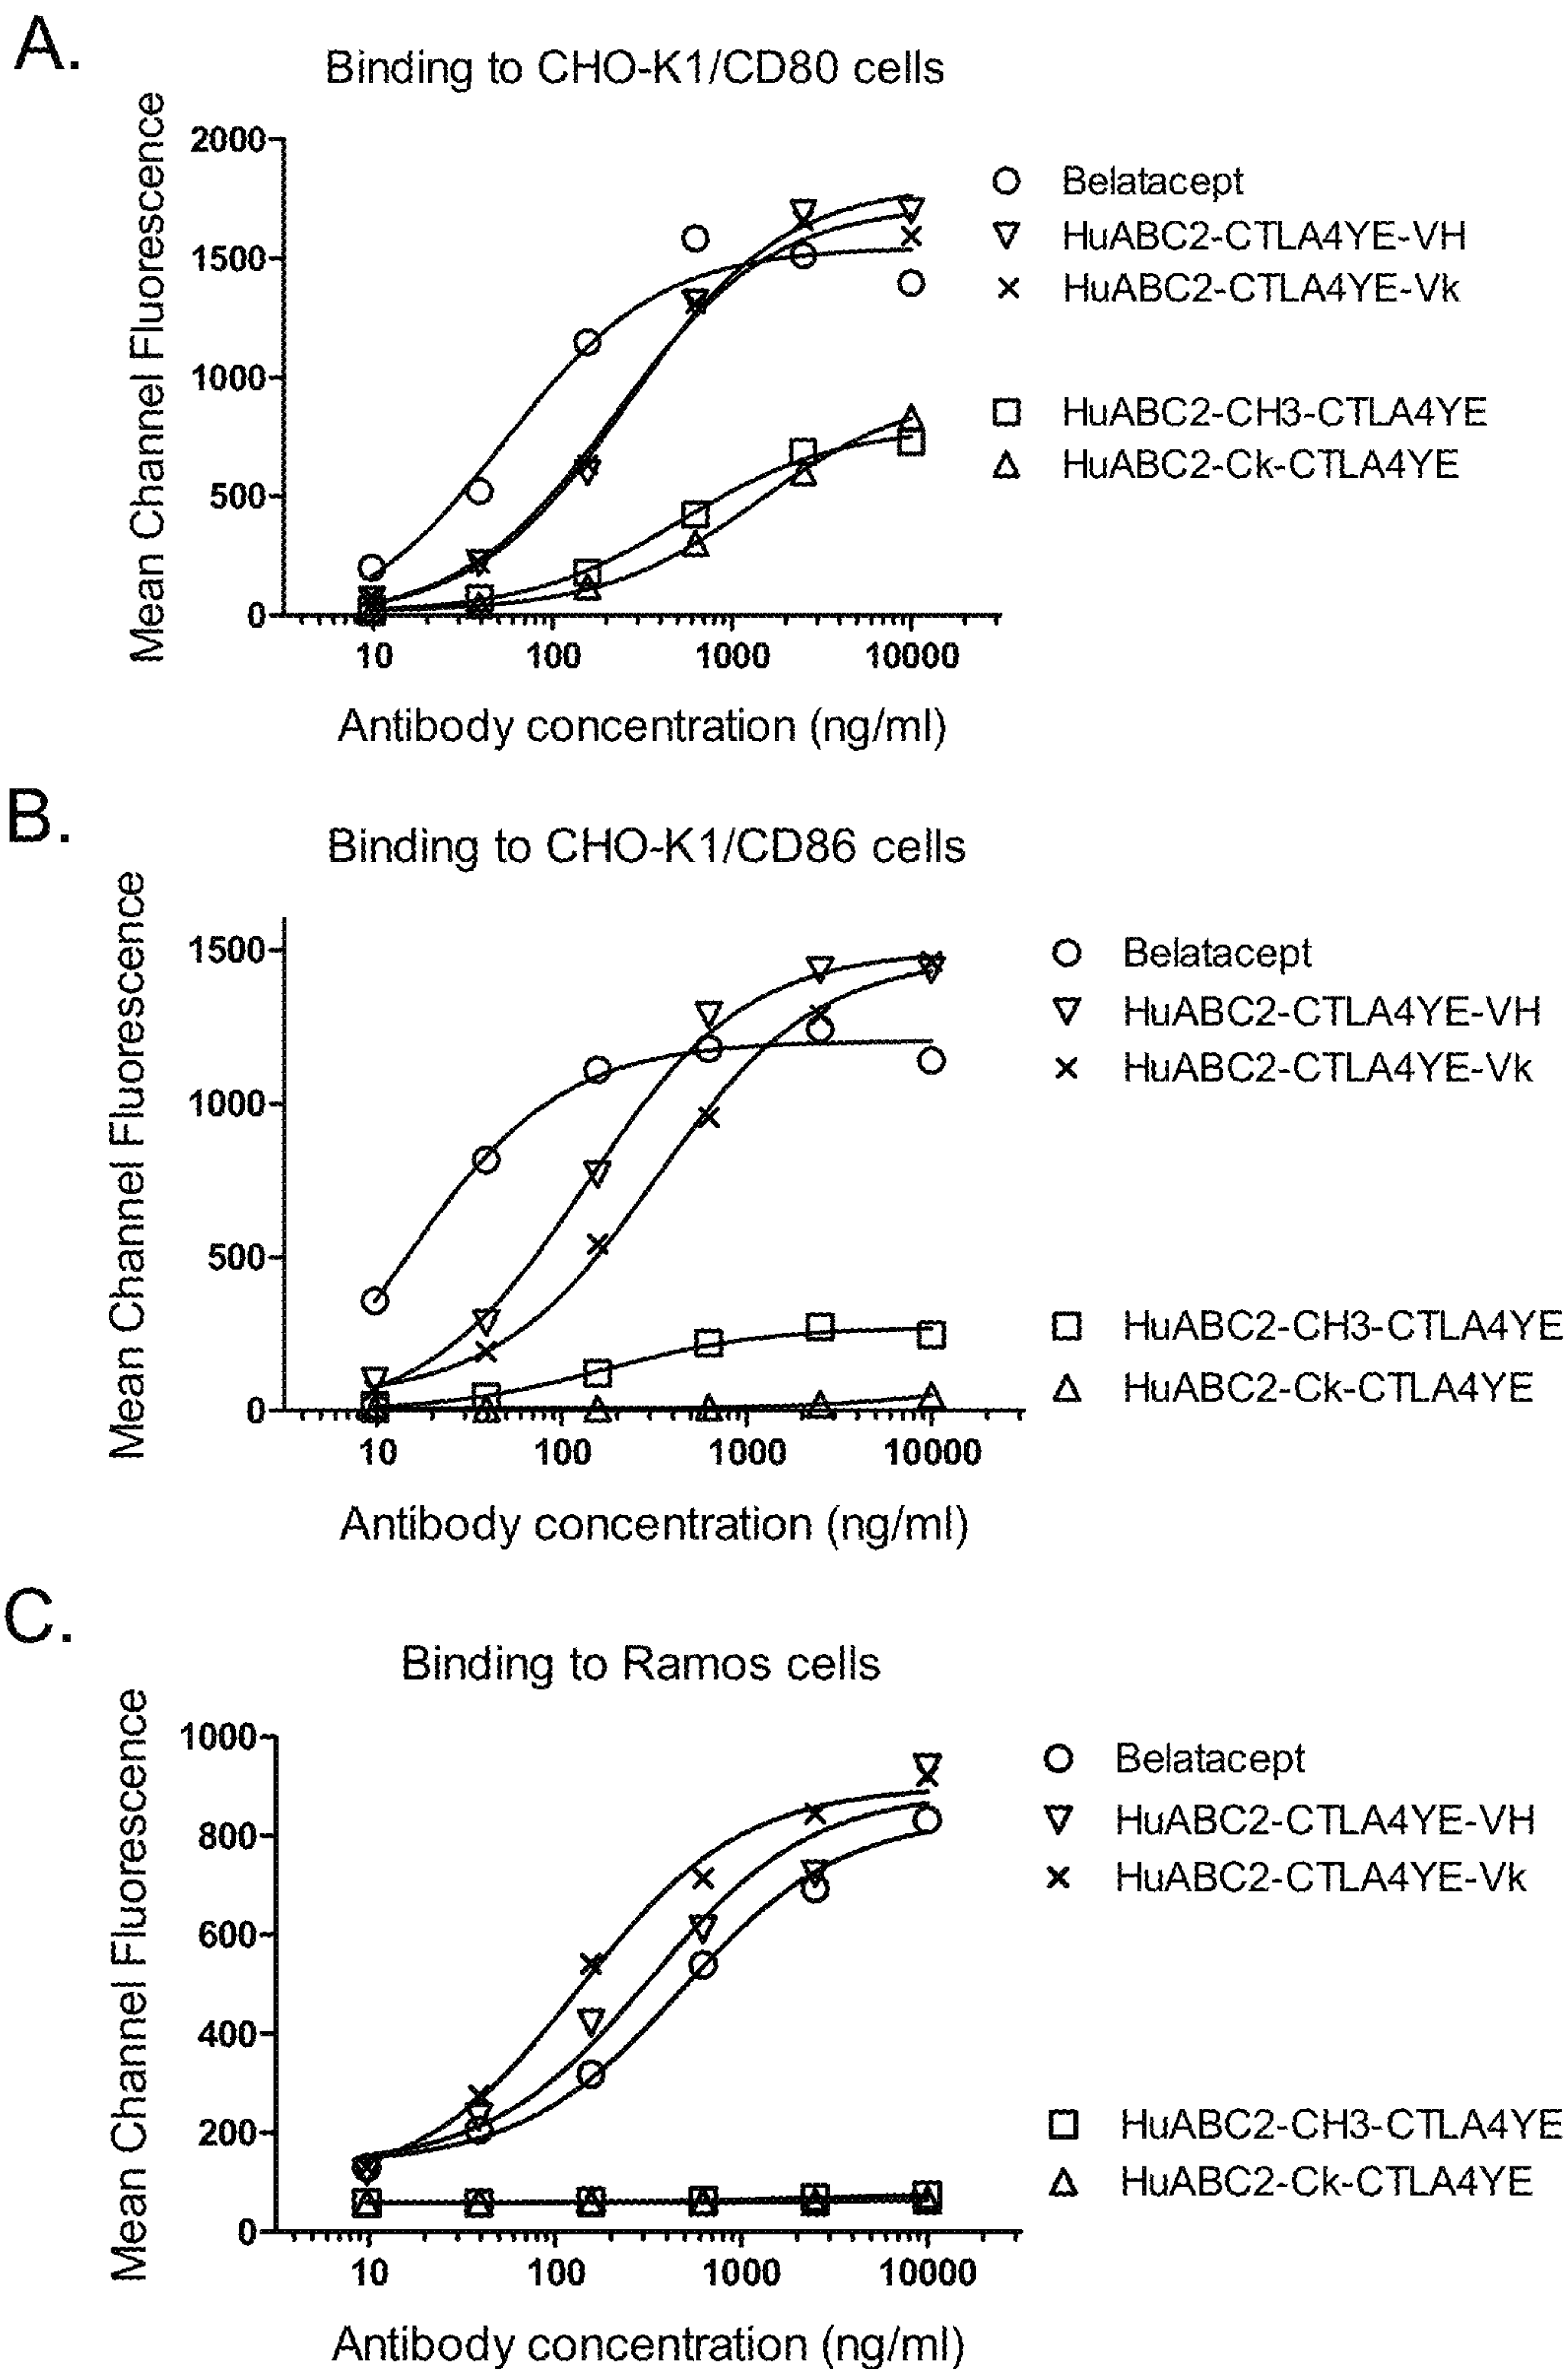 A.
Binding to CHO-K1/CD80 cells
Mean Channel Fluorescence
2000
1500
1000
500
0
10 100 1000 10000
Antibody concentration (ng/ml)
Belatacept
HuABC2-CTLA4YE-VH
HuABC2-CTLA4YE-Vk
HuABC2-CH3-CTLA4YE
HuABC2-Ck-CTLA4YE
B.
Binding to CHO-K1/CD86 cells
Mean Channel Fluorescence
1500
1000
500
0
10 100 1000 10000
Antibody concentration (ng/ml)
Belatacept
HuABC2-CTLA4YE-VH
HuABC2-CTLA4YE-Vk
HuABC2-CH3-CTLA4YE
HuABC2-Ck-CTLA4YE
C.
Binding to Ramos cells
Mean Channel Fluorescence
1000
800
600
400
200
0
10 100 1000 10000
Antibody concentration (ng/ml)
Belatacept
HuABC2-CTLA4YE-VH
HuABC2-CTLA4YE-Vk
HuABC2-CH3-CTLA4YE
HuABC2-Ck-CTLA4YE